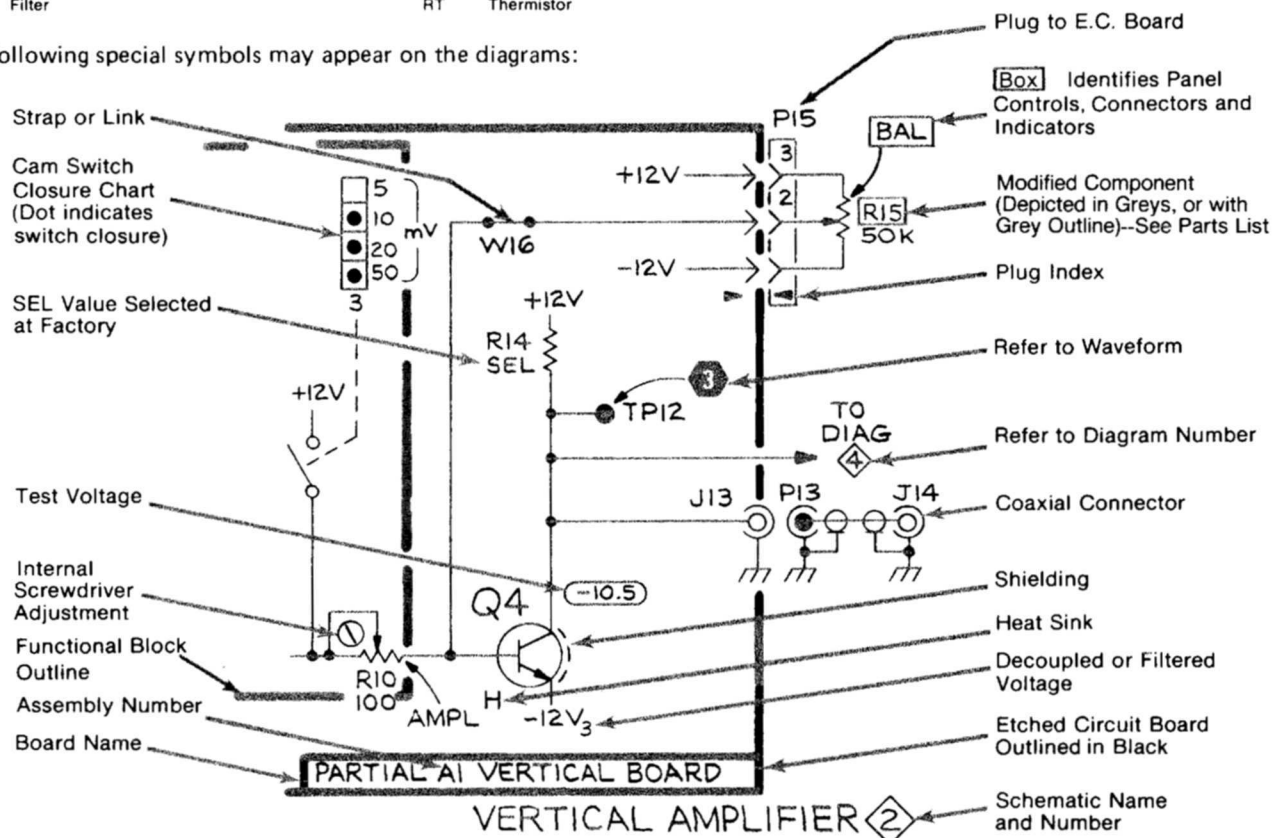 Filter
RT Thermistor
ollowing special symbols may appear on the diagrams:
Plug to E.C. Board
Box Identifies Panel
Controls, Connectors and
Indicators
Strap or Link
P15
BAL
Cam Switch
Closure Chart
(Dot indicates
switch closure)
5
10
20
50
mV
3
W16
+12V
-12V
3
2
1
R15
50K
Modified Component
(Depicted in Greys, or with
Grey Outline)--See Parts List
Plug Index
SEL Value Selected
at Factory
+12V
R14
SEL
3
Refer to Waveform
TP12
+12V
TO
DIAG
4
Refer to Diagram Number
Test Voltage
J13
P13
J14
Coaxial Connector
-10.5
Internal
Screwdriver
Adjustment
Q4
Shielding
Heat Sink
Functional Block
Outline
R10
100
AMPL
H
-12V3
Decoupled or Filtered
Voltage
Assembly Number
Board Name
Etched Circuit Board
Outlined in Black
PARTIAL A1 VERTICAL BOARD
VERTICAL AMPLIFIER 2
Schematic Name
and Number